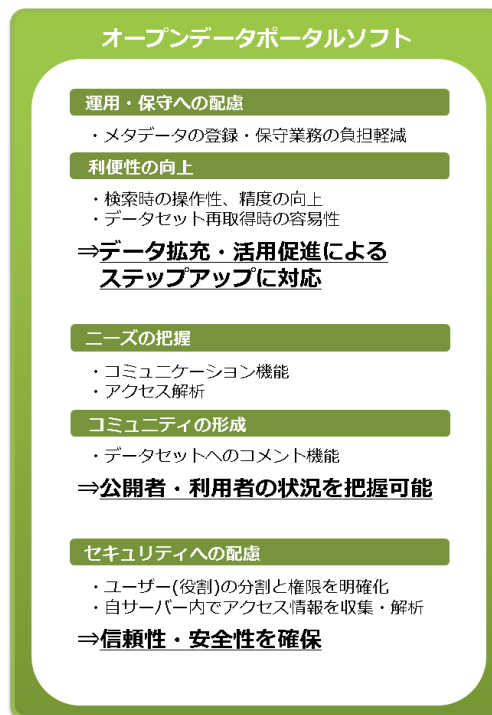 オープンデータポータルソフト
運用・保守への配慮
・メタデータの登録・保守業務の負担軽減
利便性の向上
・検索時の操作性、精度の向上
・データセット再取得時の容易性
⇒データ拡充・活用促進による
ステップアップに対応
ニーズの把握
・コミュニケーション機能
・アクセス解析
コミュニティの形成
・データセットへのコメント機能
⇒公開者・利用者の状況を把握可能
セキュリティへの配慮
・ユーザー(役割)の分割と権限を明確化
・自サーバー内でアクセス情報を収集・解析
⇒信頼性・安全性を確保